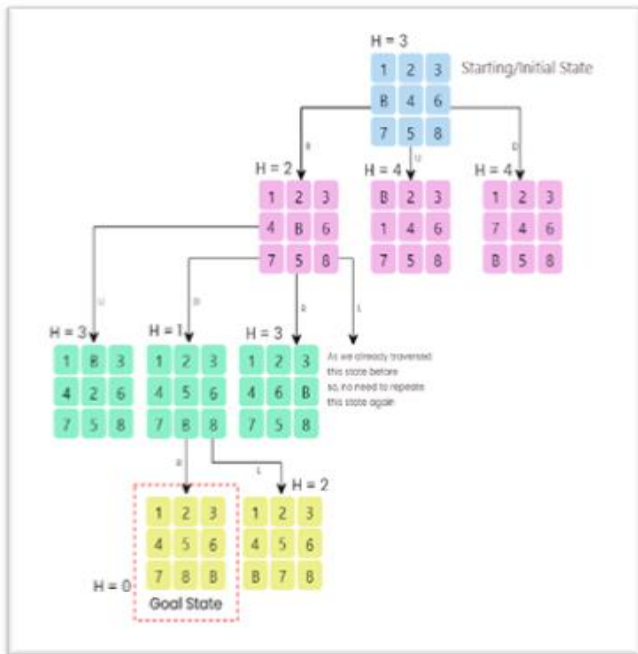 H = 3
1 2 3
B 4 6
7 5 8
Starting/Initial State
R
U
D
H = 2
1 2 3
4 B 6
7 5 8
H = 4
B 2 3
1 4 6
7 5 8
H = 4
1 2 3
7 4 6
B 5 8
U
D
R
L
H = 3
1 B 3
4 2 6
7 5 8
H = 1
1 2 3
4 5 6
7 B 8
H = 3
1 2 3
4 6 B
7 5 8
As we already traversed
this state before
so, no need to repeat
this state again
R
L
H = 0
1 2 3
4 5 6
7 8 B
Goal State
H = 2
1 2 3
4 5 6
B 7 8